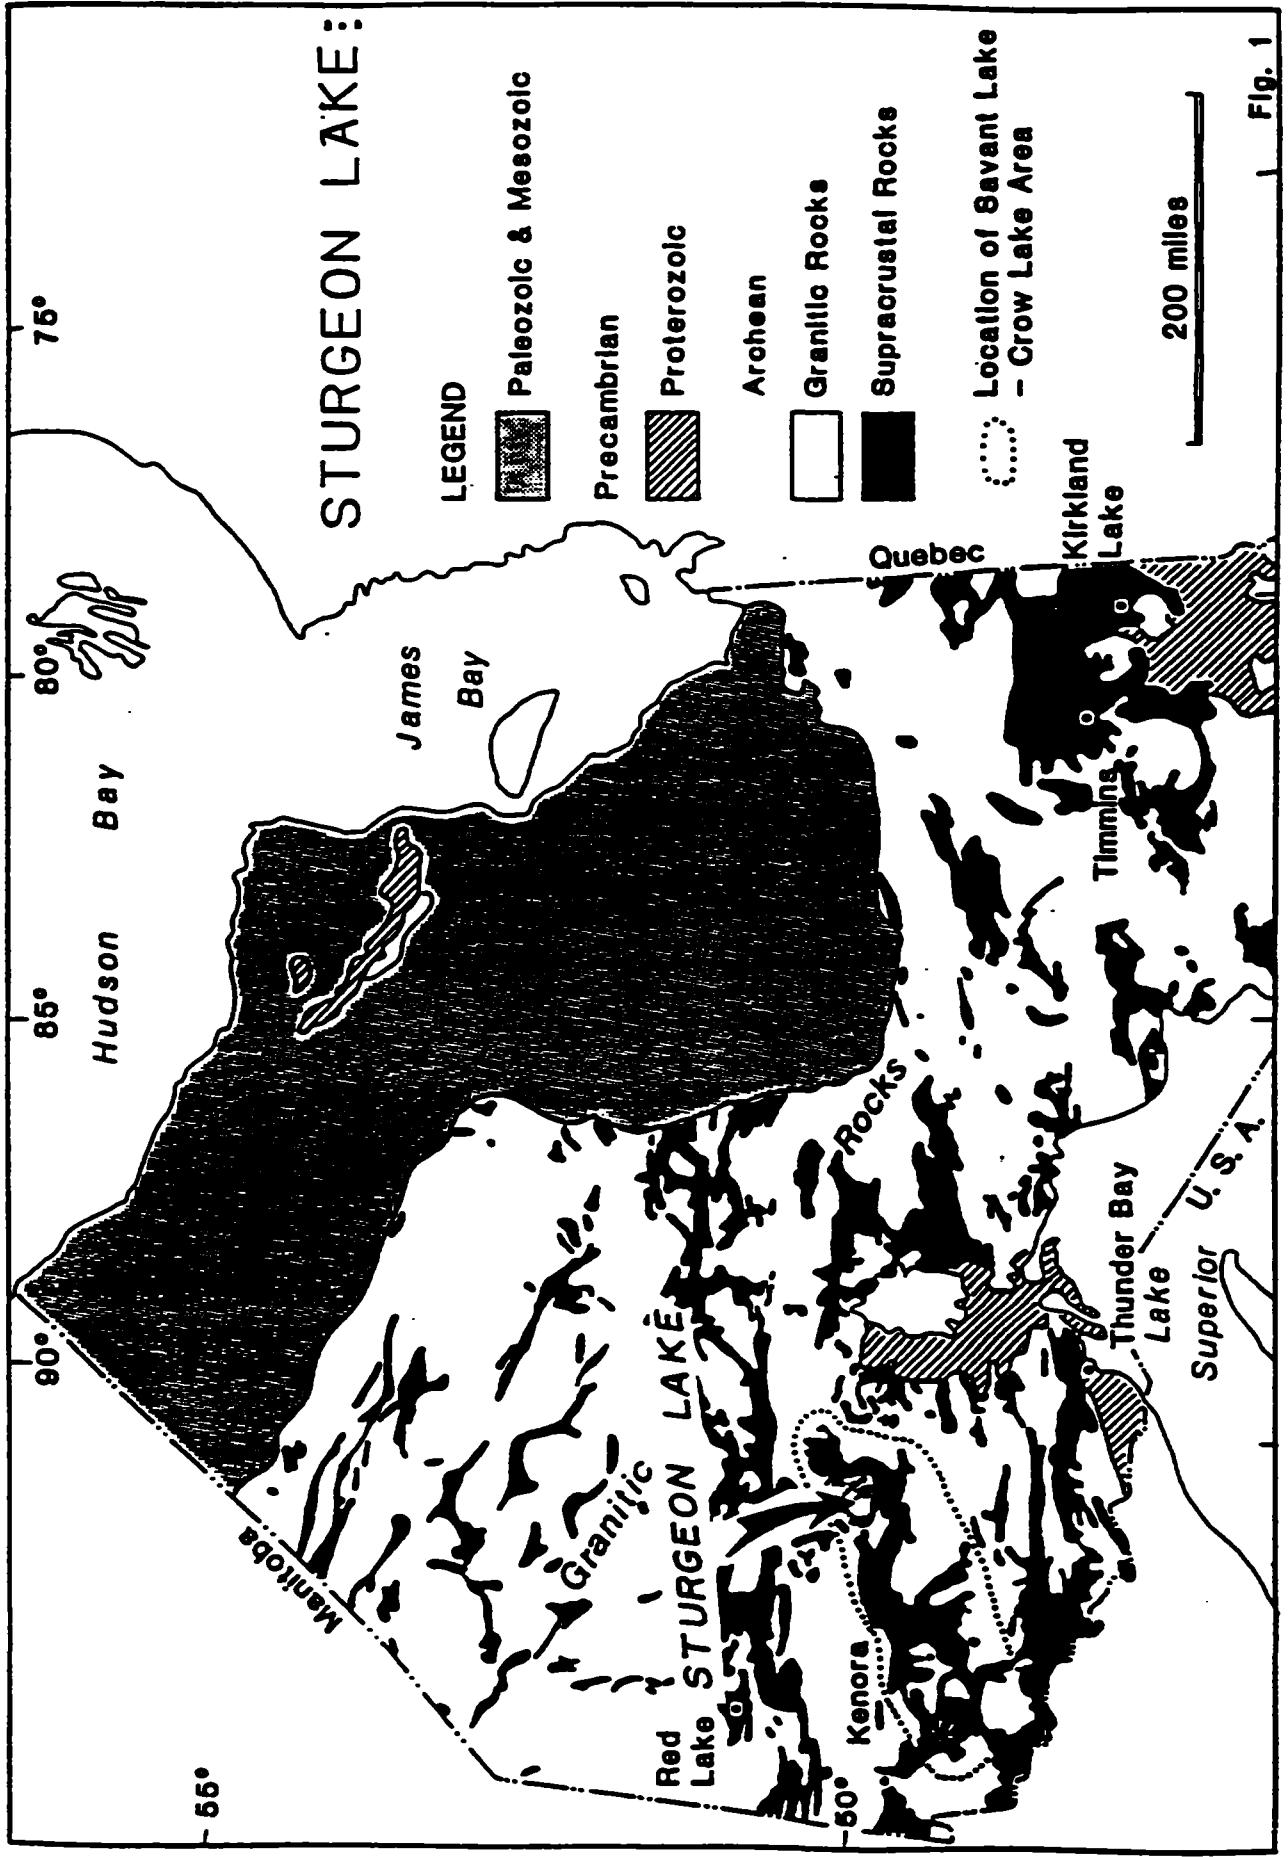 STURGEON LAKE:
LEGEND
Paleozoic & Mesozoic
Precambrian
Proterozoic
Archean
Granitic Rocks
Supracrustal Rocks
Location of Savant Lake
- Crow Lake Area
200 miles
Fig. 1
75°
80°
85°
90°
55°
50°
Hudson Bay
James
Bay
Manitoba
Quebec
Kirkland
Lake
Timmins
Granitic Rocks
STURGEON LAKE
Red
Lake
Kenora
Thunder Bay
Lake
Superior
U. S. A.